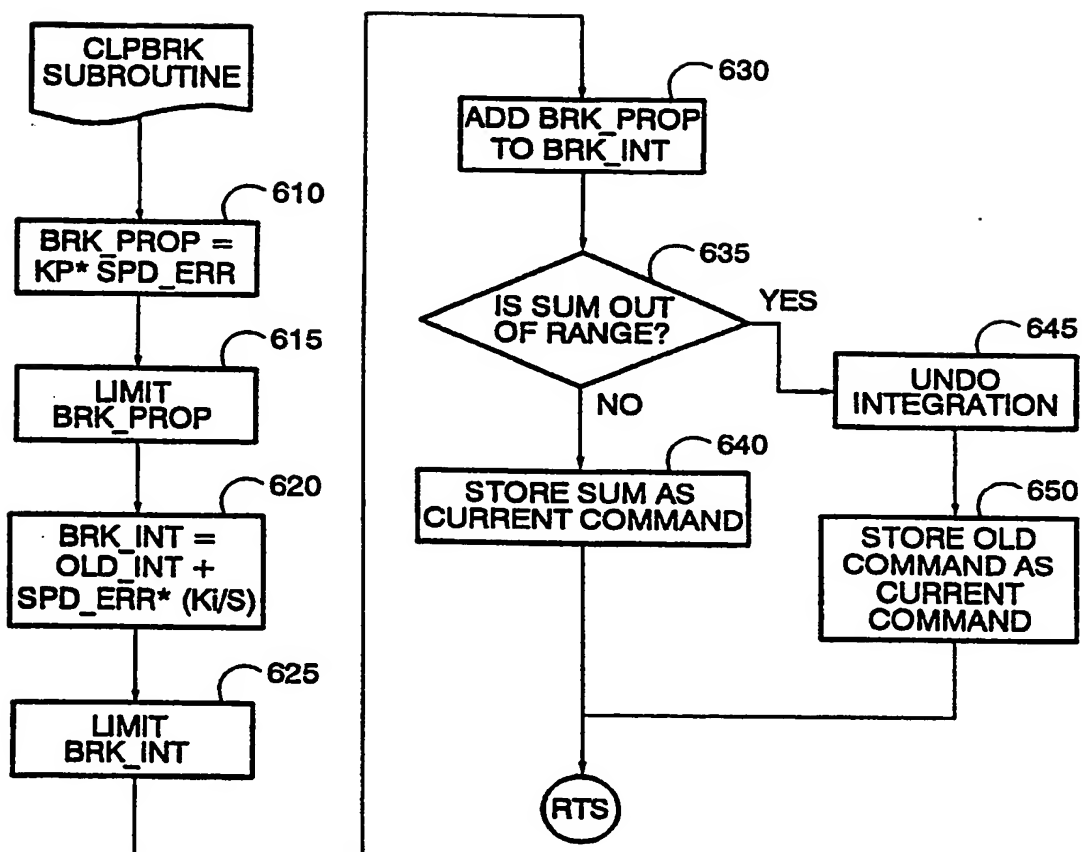 CLPBRK
SUBROUTINE
610
BRK_PROP =
KP* SPD_ERR
615
LIMIT
BRK_PROP
620
BRK_INT =
OLD_INT +
SPD_ERR* (Ki/S)
625
LIMIT
BRK_INT
630
ADD BRK_PROP
TO BRK_INT
635
IS SUM OUT
OF RANGE?
YES
NO
640
STORE SUM AS
CURRENT COMMAND
645
UNDO
INTEGRATION
650
STORE OLD
COMMAND AS
CURRENT
COMMAND
RTS